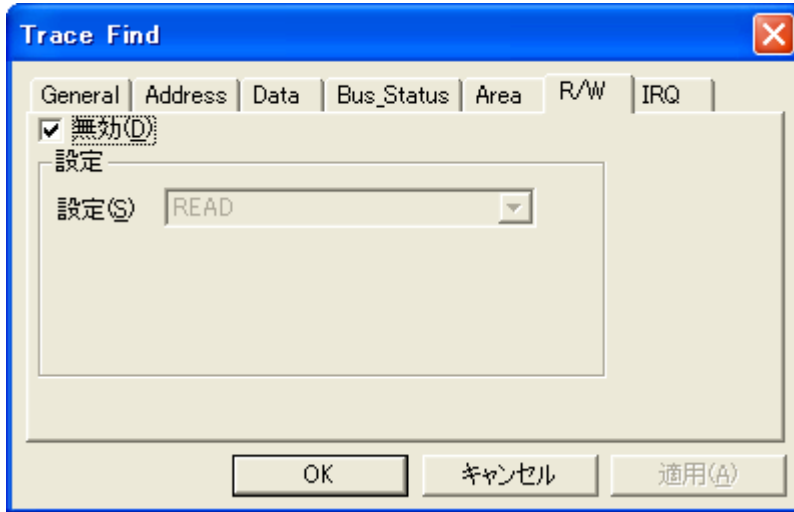 Trace Find
General Address Data Bus_Status Area R/W IRQ
無効(D)
設定
設定(S) READ
OK キャンセル 適用(A)